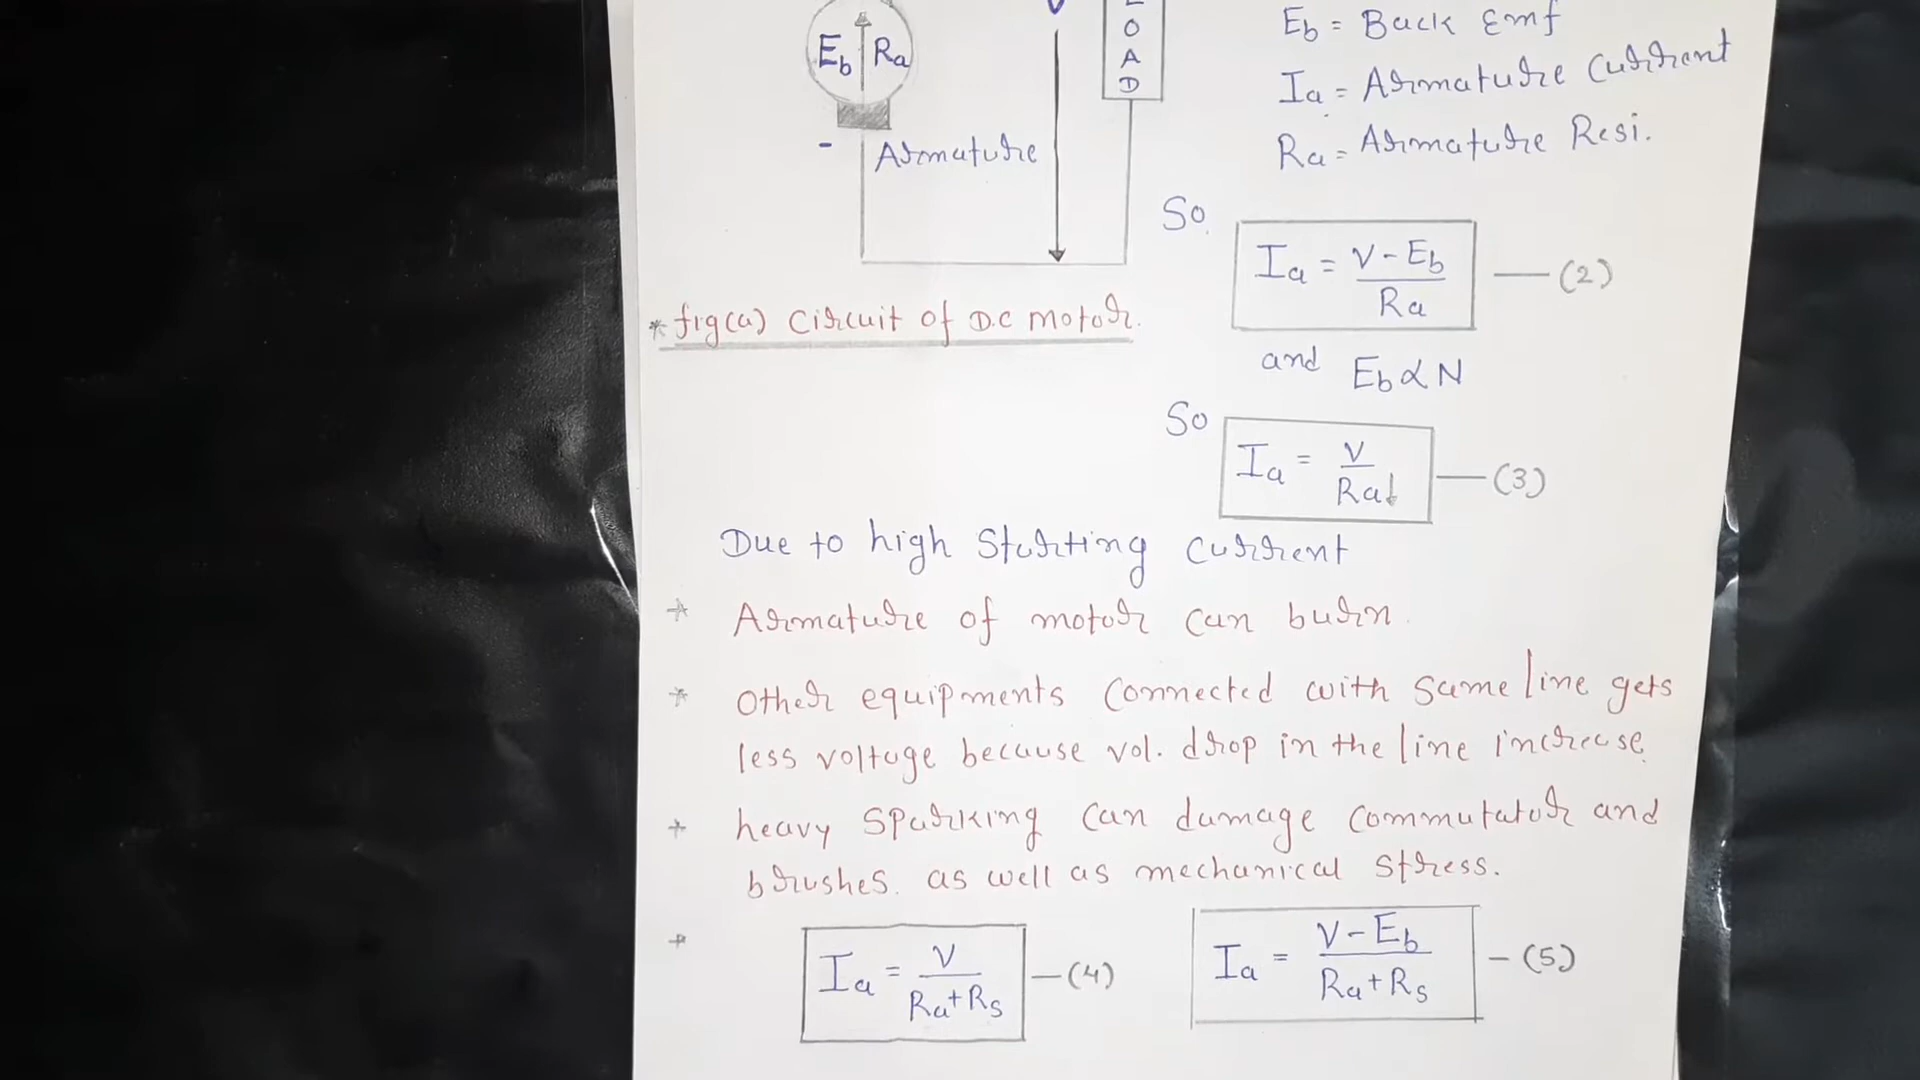 Eb = Back Emf
Ia = Armature Current
Ra = Armature Resi.
V
LOAD
Eb Ra
-
Armature
So,
Ia = V - Eb / Ra — (2)
* fig(a) Circuit of D.C motor.
and Eb ∝ N
So
Ia = V / Ra↓ — (3)
Due to high Starting Current
* Armature of motor can burn
* Other equipments Connected with Same line gets
less voltage because vol. drop in the line increase.
* heavy Sparking Can damage Commutator and
brushes. as well as mechanical Stress.
* Ia = V / Ra+Rs — (4) Ia = V - Eb / Ra+Rs - (5)